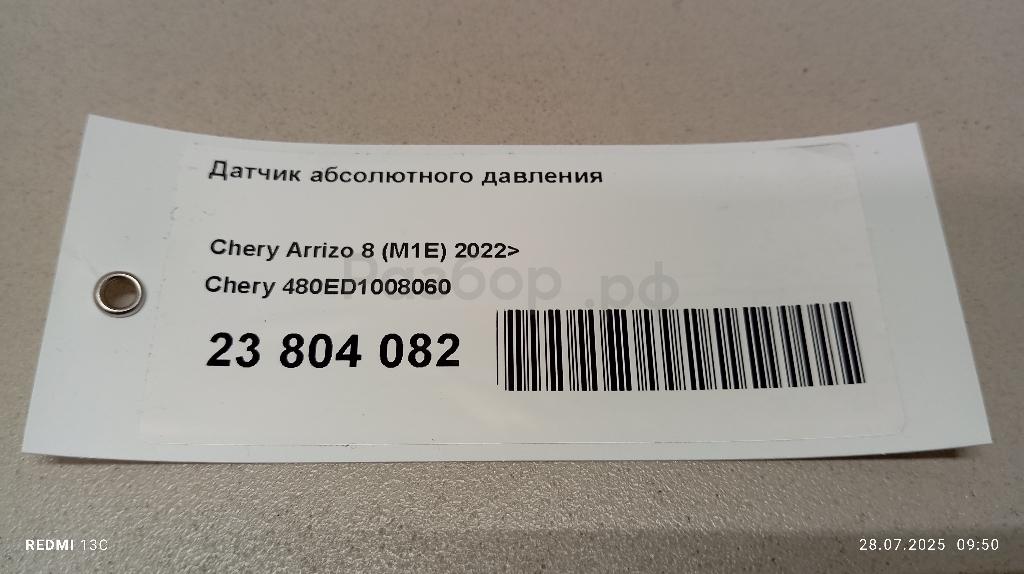 Датчик абсолютного давления
Chery Arrizo 8 (M1E) 2022>
Chery 480ED1008060
Разбор.рф
23 804 082
REDMI 13C
28.07.2025 09:50